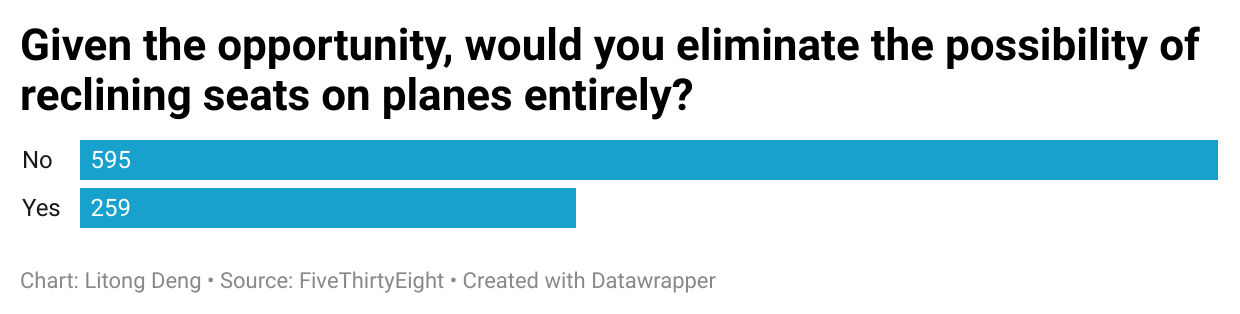 Given the opportunity, would you eliminate the possibility of
reclining seats on planes entirely?
No 595
Yes 259
Chart: Litong Deng • Source: FiveThirtyEight • Created with Datawrapper